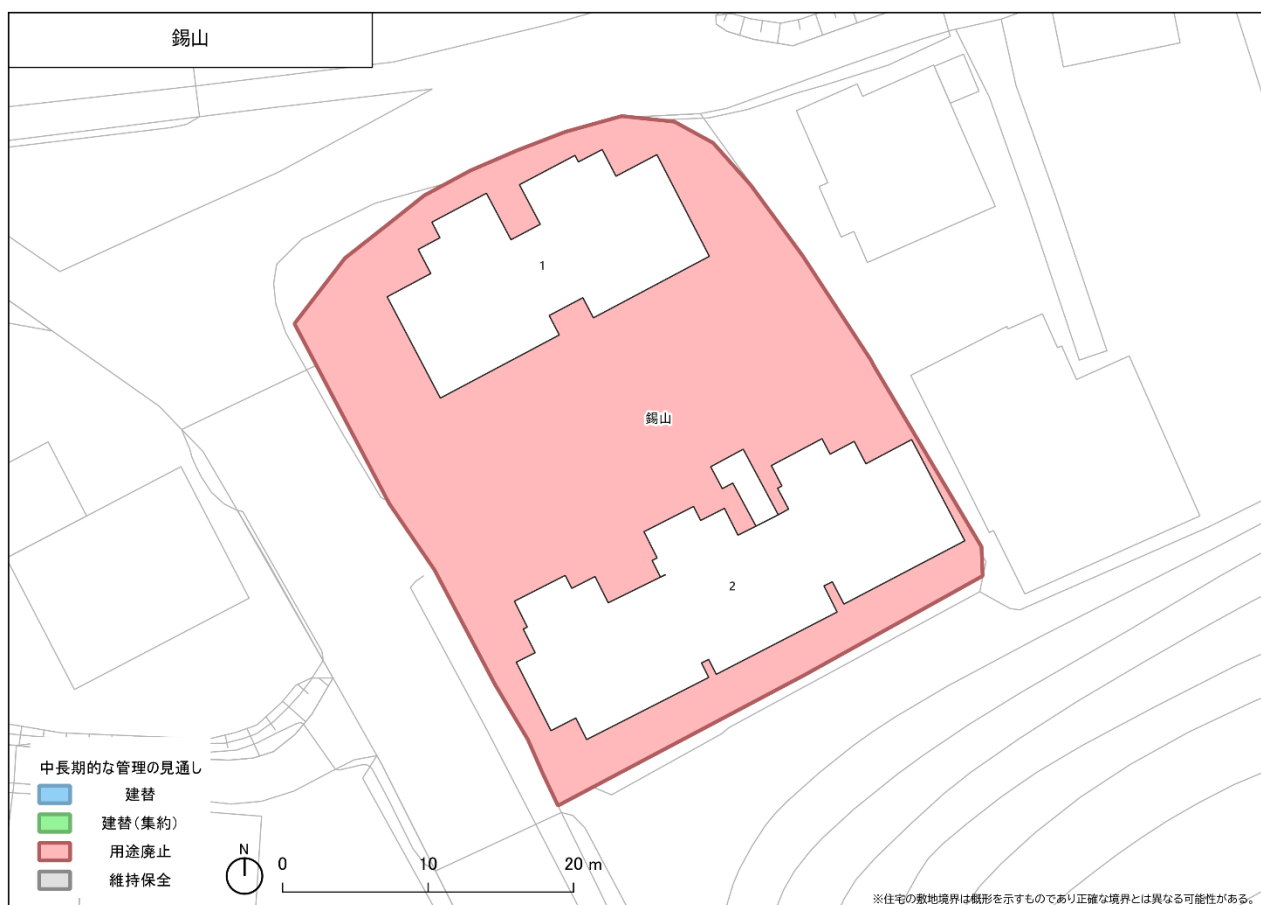 錫山
1
錫山
2
中長期的な管理の見通し
建替
建替(集約)
用途廃止
維持保全
N
0 10 20 m
※住宅の敷地境界は概形を示すものであり正確な境界とは異なる可能性がある。